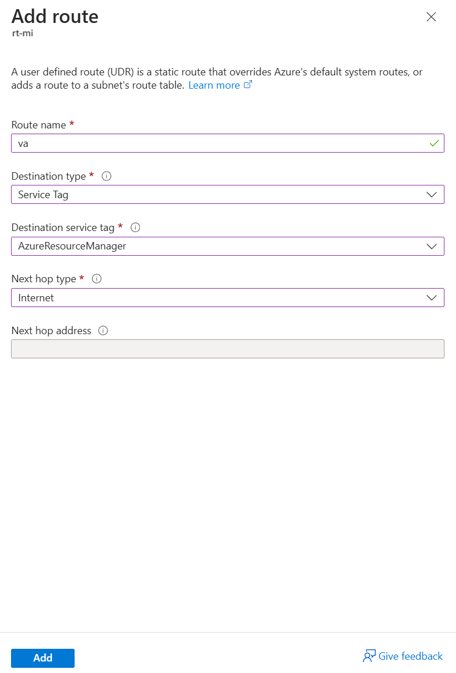 Add route
rt-mi
A user defined route (UDR) is a static route that overrides Azure's default system routes, or
adds a route to a subnet's route table. Learn more
Route name *
va
Destination type *
Service Tag
Destination service tag *
AzureResourceManager
Next hop type *
Internet
Next hop address
Add
Give feedback